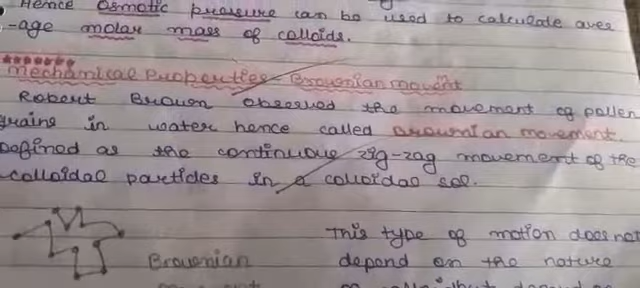 Hence Osmotic pressure can be used to calculate aver
-age molar mass of colloids.
Mechanical Properties - Brownian movement
Robert Brown observed the movement of pollen
grains in water hence called Brownian movement.
Defined as the continuous zig-zag movement of the
colloidal particles in a colloidal sol.
This type of motion does not
Brownian
depend on the nature